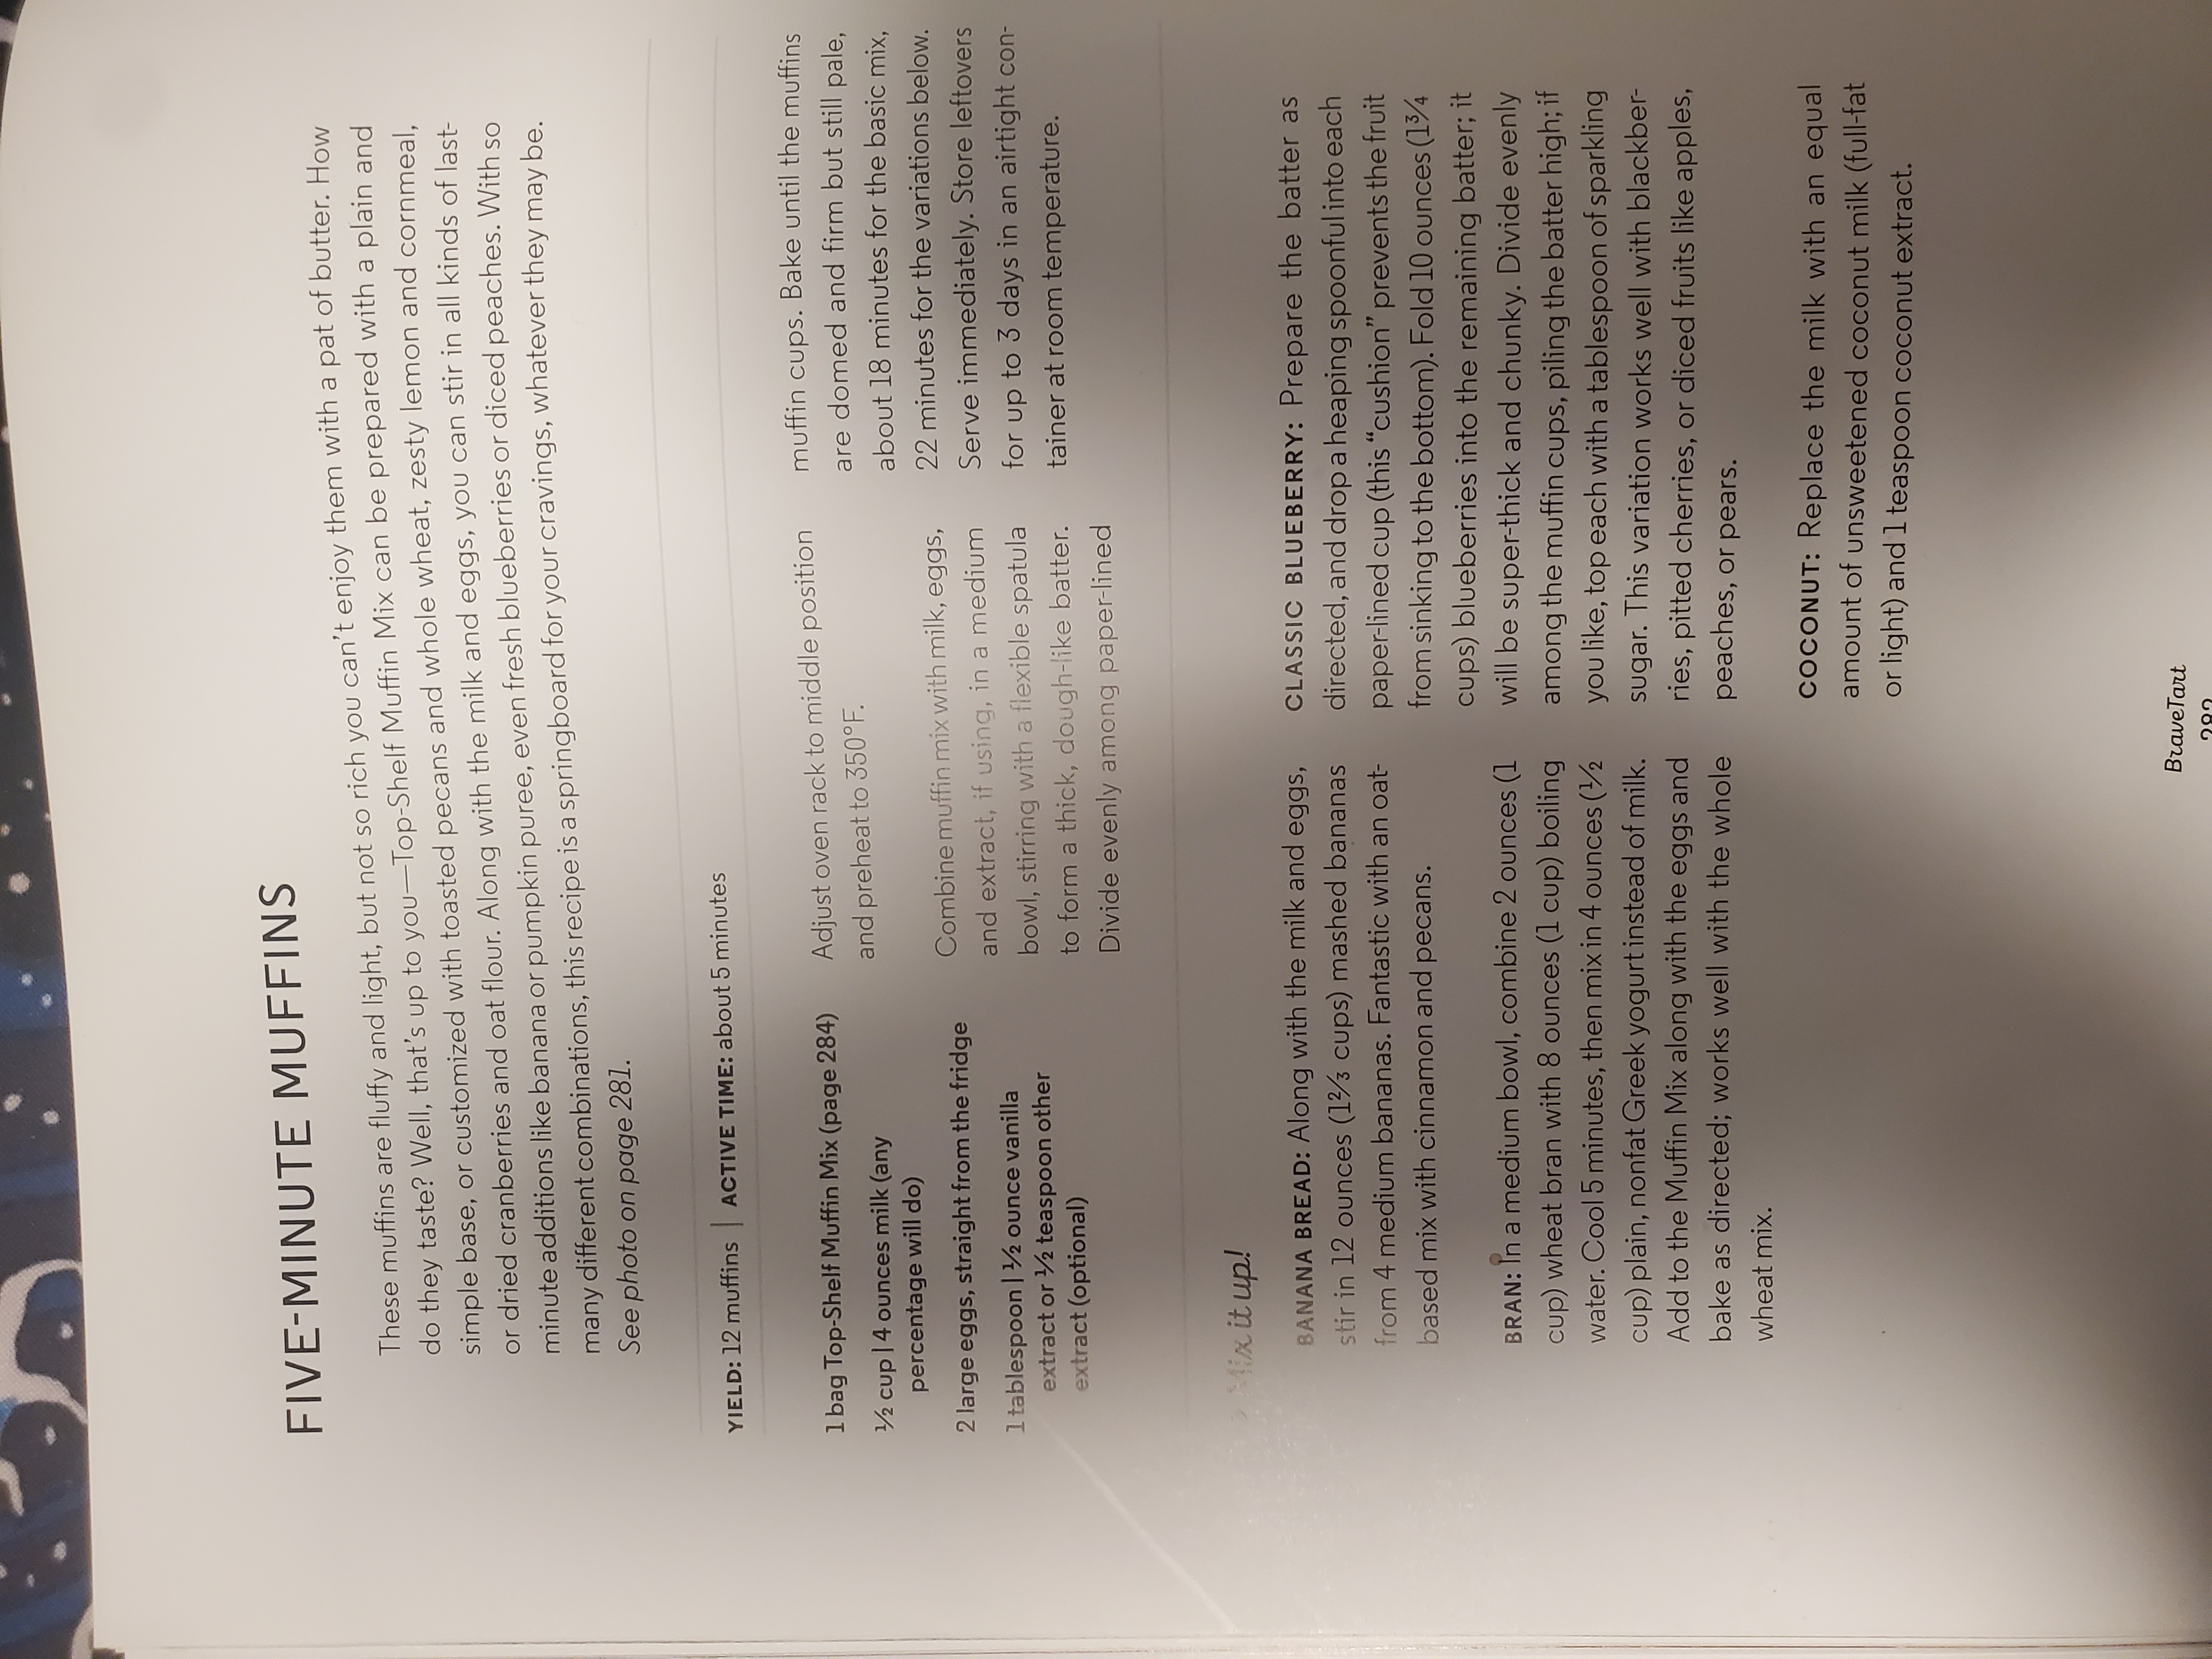 FIVE-MINUTE MUFFINS
These muffins are fluffy and light, but not so rich you can't enjoy them with a pat of butter. How
do they taste? Well, that's up to you—Top-Shelf Muffin Mix can be prepared with a plain and
simple base, or customized with toasted pecans and whole wheat, zesty lemon and cornmeal,
or dried cranberries and oat flour. Along with the milk and eggs, you can stir in all kinds of last-
minute additions like banana or pumpkin puree, even fresh blueberries or diced peaches. With so
many different combinations, this recipe is a springboard for your cravings, whatever they may be.
See photo on page 281.
YIELD: 12 muffins | ACTIVE TIME: about 5 minutes
1 bag Top-Shelf Muffin Mix (page 284)
½ cup | 4 ounces milk (any
percentage will do)
2 large eggs, straight from the fridge
1 tablespoon | ½ ounce vanilla
extract or ½ teaspoon other
extract (optional)
Adjust oven rack to middle position
and preheat to 350°F.
Combine muffin mix with milk, eggs,
and extract, if using, in a medium
bowl, stirring with a flexible spatula
to form a thick, dough-like batter.
Divide evenly among paper-lined
muffin cups. Bake until the muffins
are domed and firm but still pale,
about 18 minutes for the basic mix,
22 minutes for the variations below.
Serve immediately. Store leftovers
for up to 3 days in an airtight con-
tainer at room temperature.
Mix it up!
BANANA BREAD: Along with the milk and eggs,
stir in 12 ounces (1⅔ cups) mashed bananas
from 4 medium bananas. Fantastic with an oat-
based mix with cinnamon and pecans.
BRAN: In a medium bowl, combine 2 ounces (1
cup) wheat bran with 8 ounces (1 cup) boiling
water. Cool 5 minutes, then mix in 4 ounces (½
cup) plain, nonfat Greek yogurt instead of milk.
Add to the Muffin Mix along with the eggs and
bake as directed; works well with the whole
wheat mix.
CLASSIC BLUEBERRY: Prepare the batter as
directed, and drop a heaping spoonful into each
paper-lined cup (this "cushion" prevents the fruit
from sinking to the bottom). Fold 10 ounces (1¾
cups) blueberries into the remaining batter; it
will be super-thick and chunky. Divide evenly
among the muffin cups, piling the batter high; if
you like, top each with a tablespoon of sparkling
sugar. This variation works well with blackber-
ries, pitted cherries, or diced fruits like apples,
peaches, or pears.
COCONUT: Replace the milk with an equal
amount of unsweetened coconut milk (full-fat
or light) and 1 teaspoon coconut extract.
BraveTart